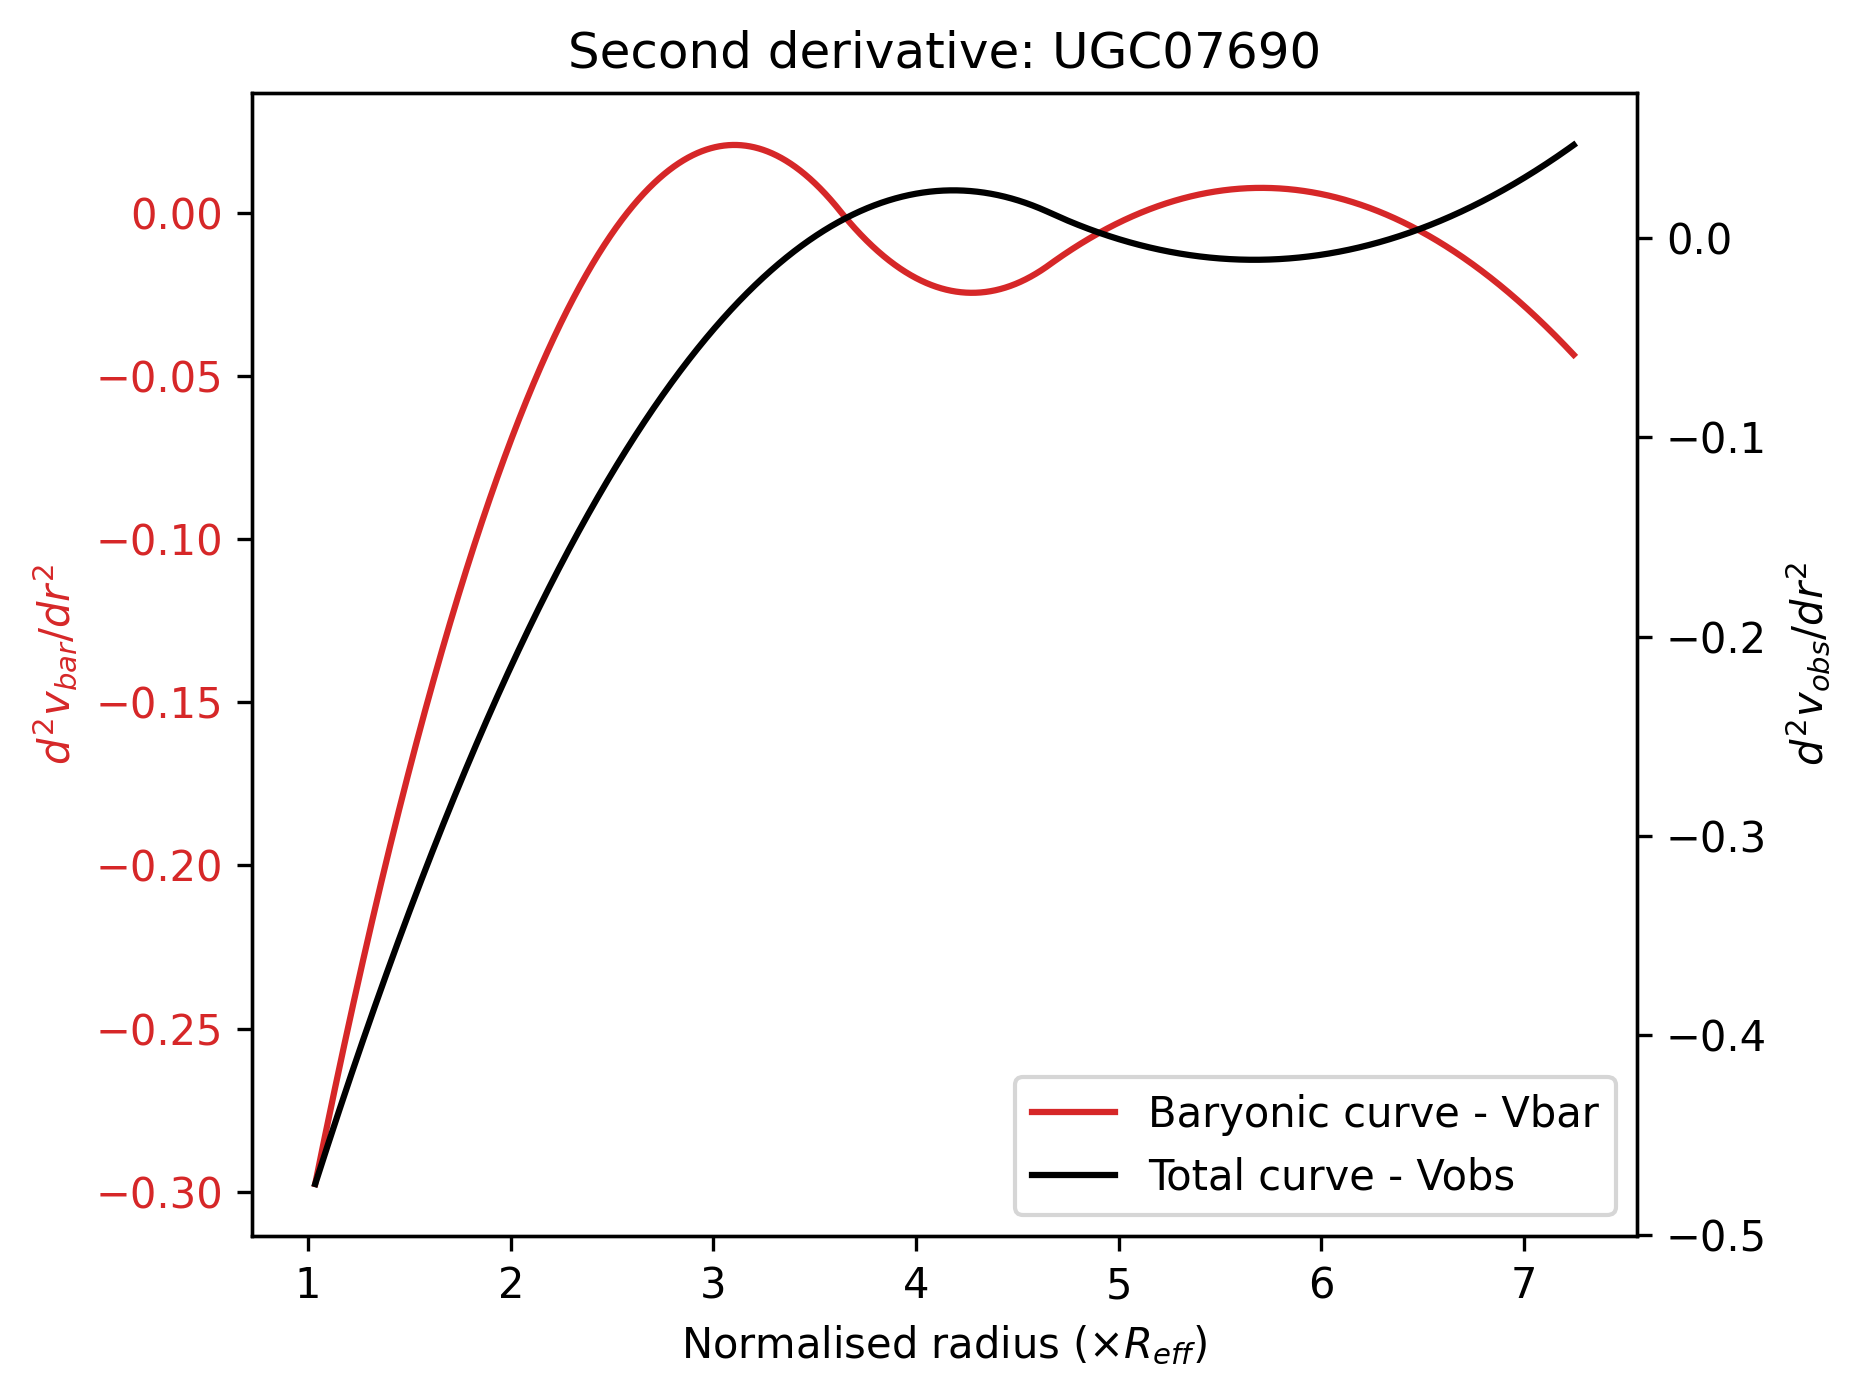 Second derivative: UGC07690
0.00
−0.05
−0.10
−0.15
−0.20
−0.25
−0.30
d²v_bar/dr²
0.0
−0.1
−0.2
−0.3
−0.4
−0.5
d²v_obs/dr²
Baryonic curve - Vbar
Total curve - Vobs
1 2 3 4 5 6 7
Normalised radius (×R_eff)